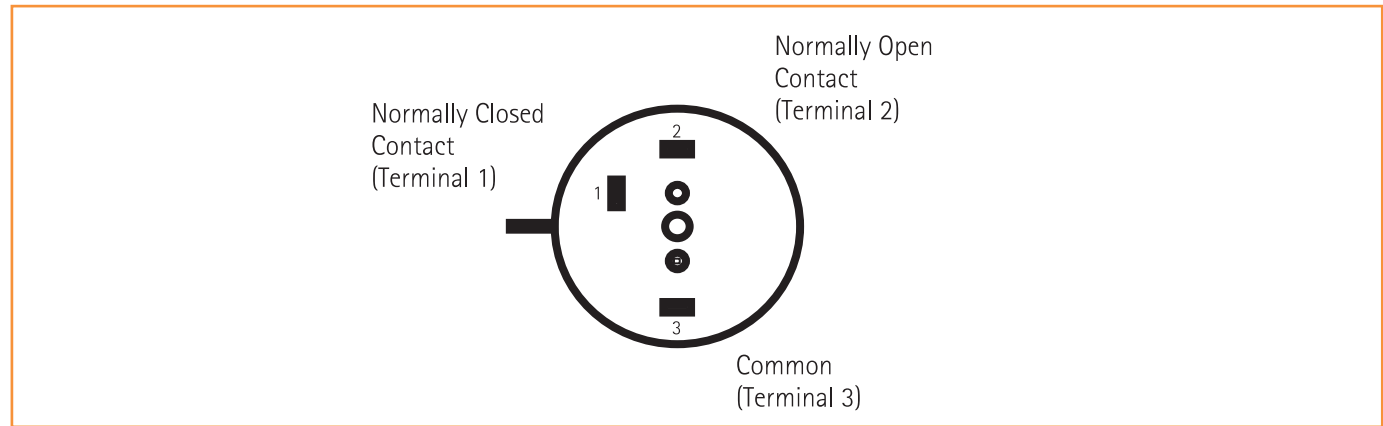 Normally Open
Contact
(Terminal 2)
Normally Closed
Contact
(Terminal 1)
2
1
3
Common
(Terminal 3)